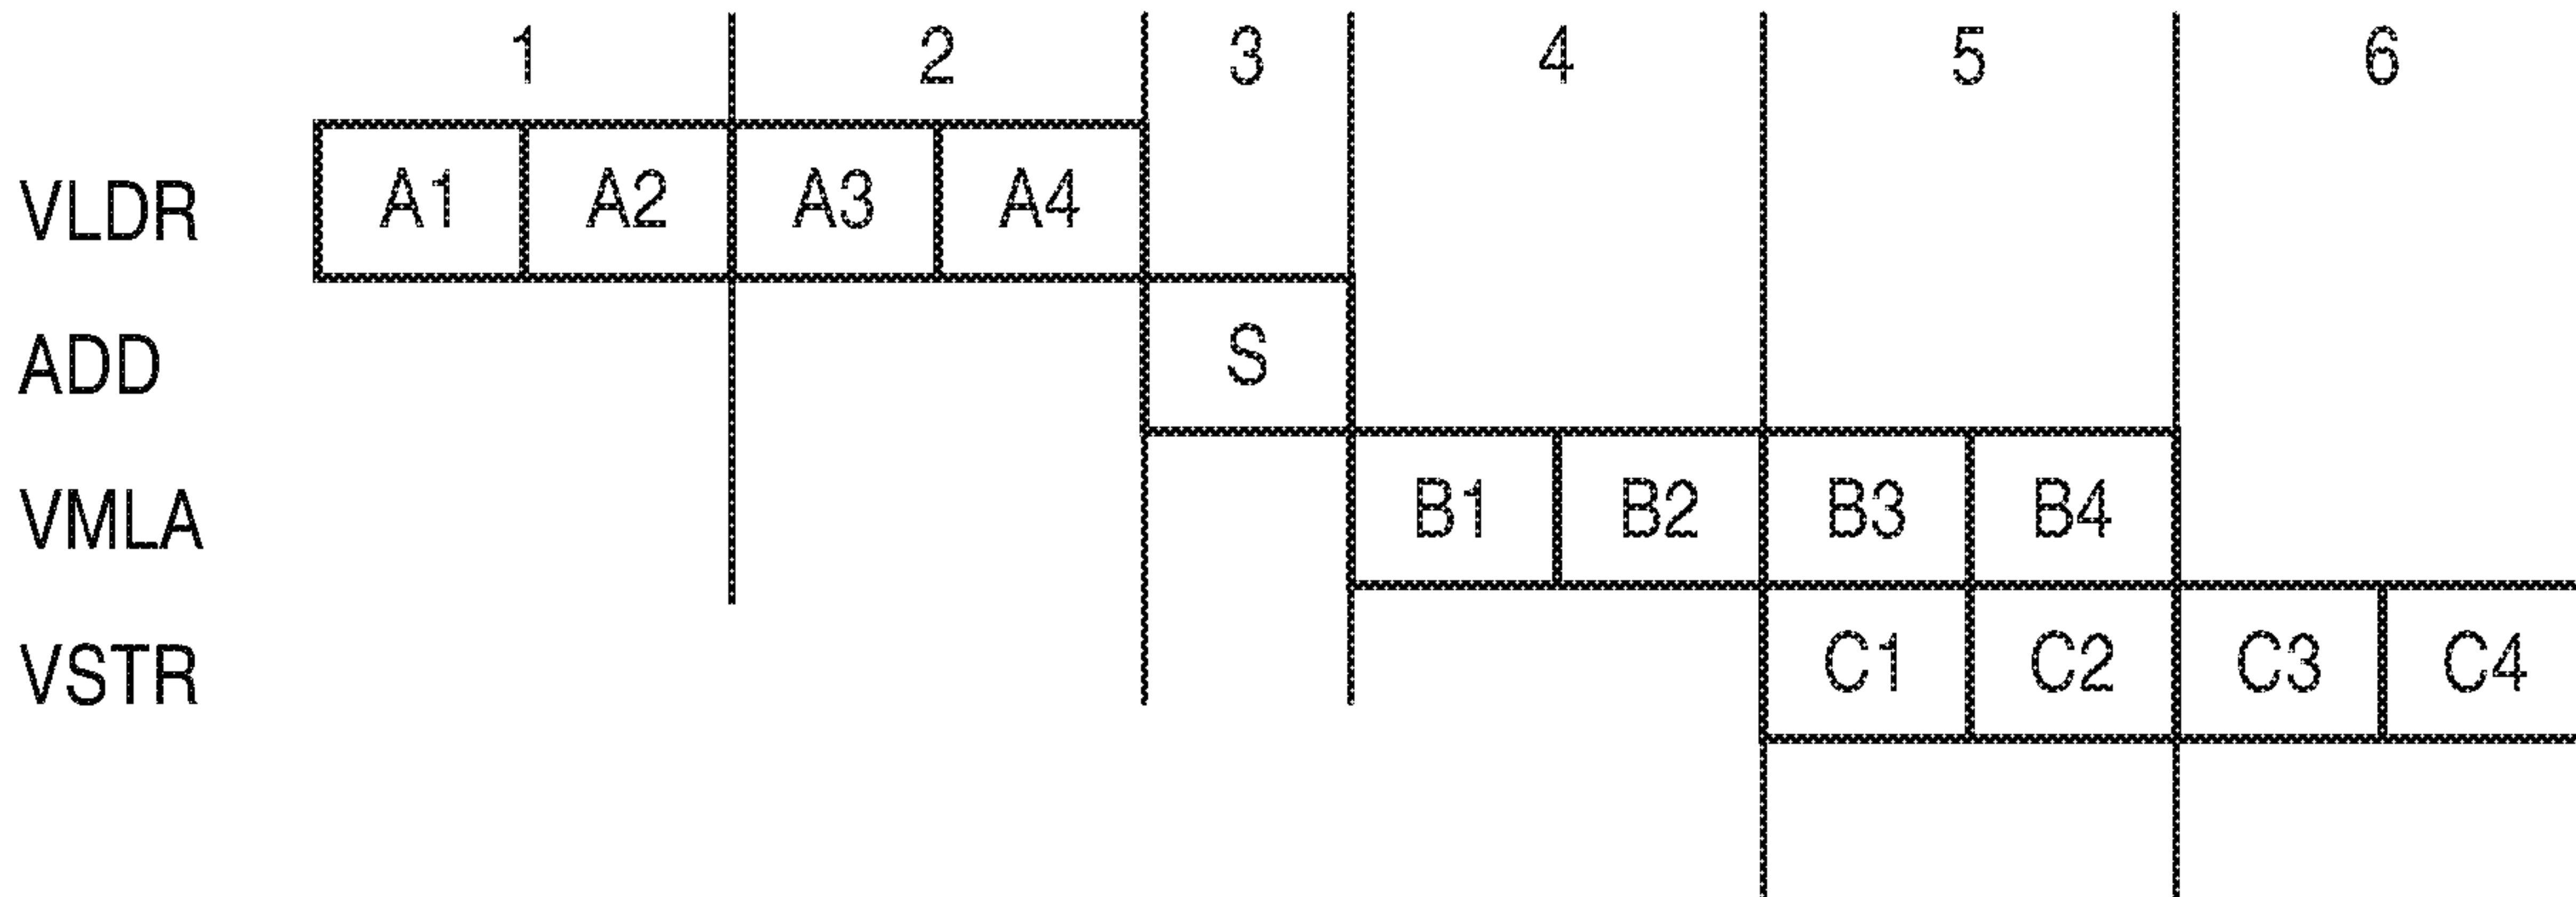 1 2 3 4 5 6
VLDR A1 A2 A3 A4
ADD S
VMLA B1 B2 B3 B4
VSTR C1 C2 C3 C4